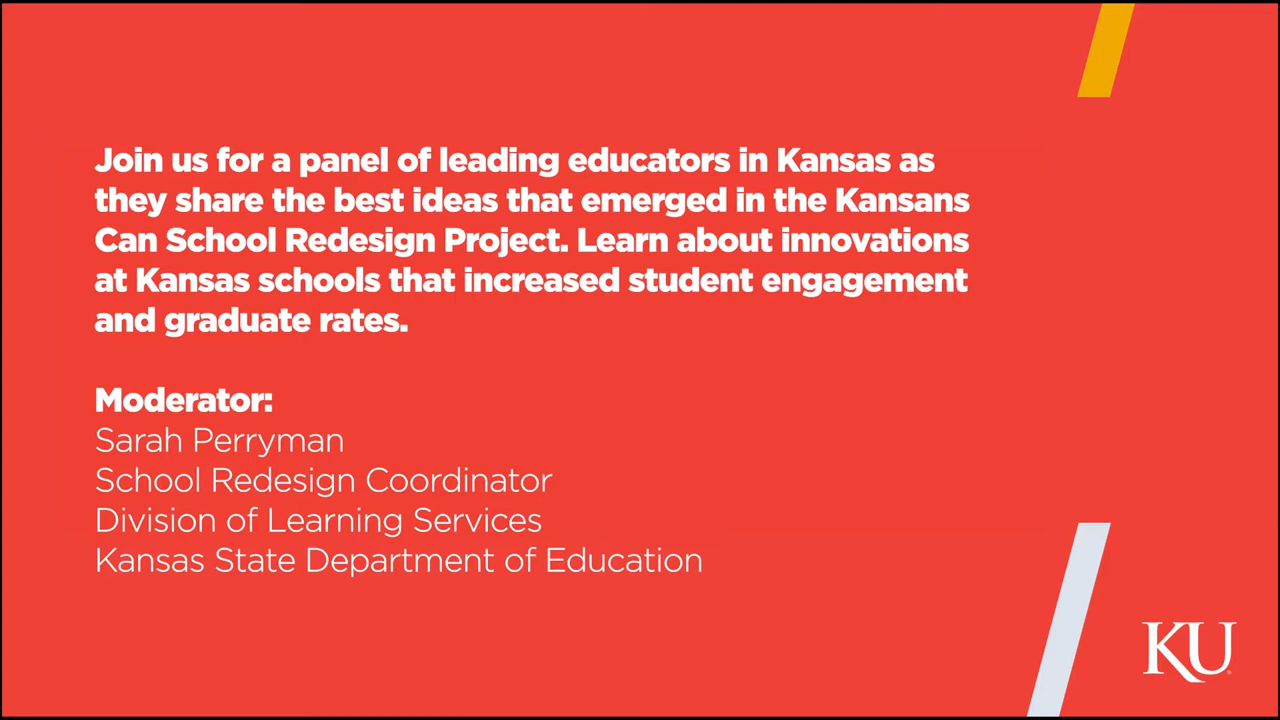 Join us for a panel of leading educators in Kansas as
they share the best ideas that emerged in the Kansans
Can School Redesign Project. Learn about innovations
at Kansas schools that increased student engagement
and graduate rates.
Moderator:
Sarah Perryman
School Redesign Coordinator
Division of Learning Services
Kansas State Department of Education
KU